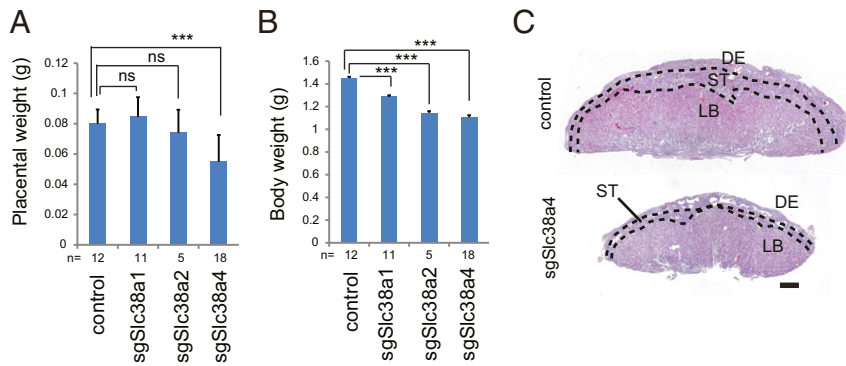 A
Placental weight (g)
0.12
0.1
0.08
0.06
0.04
0.02
0
***
ns
ns
n= 12 11 5 18
control
sgSlc38a1
sgSlc38a2
sgSlc38a4
B
Body weight (g)
1.6
1.4
1.2
1
0.8
0.6
0.4
0.2
0
***
***
***
n= 12 11 5 18
control
sgSlc38a1
sgSlc38a2
sgSlc38a4
C
control
DE
ST
LB
sgSlc38a4
ST
DE
LB